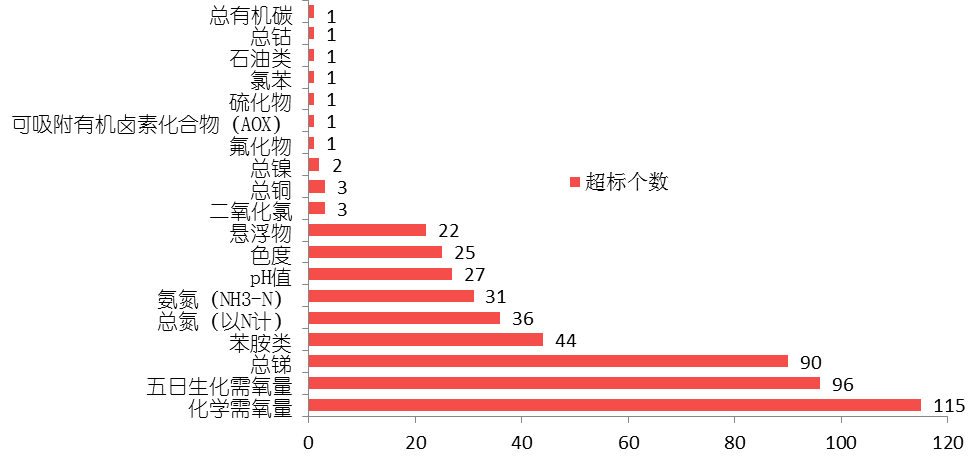 总有机碳 1
总钴 1
石油类 1
氯苯 1
硫化物 1
可吸附有机卤素化合物（AOX） 1
氟化物 1
总镍 2
总铜 3
二氧化氯 3
悬浮物 22
色度 25
pH值 27
氨氮（NH3-N） 31
总氮（以N计） 36
苯胺类 44
总锑 90
五日生化需氧量 96
化学需氧量 115
超标个数
0 20 40 60 80 100 120